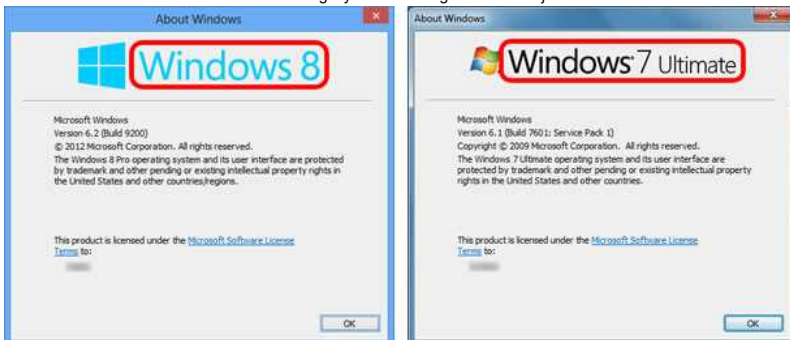 About Windows
Windows 8
Microsoft Windows
Version 6.2 (Build 9200)
© 2012 Microsoft Corporation. All rights reserved.
The Windows 8 Pro operating system and its user interface are protected
by trademark and other pending or existing intellectual property rights in
the United States and other countries/regions.
This product is licensed under the Microsoft Software License
Terms to:
OK
About Windows
Windows 7 Ultimate
Microsoft Windows
Version 6.1 (Build 7601: Service Pack 1)
Copyright © 2009 Microsoft Corporation. All rights reserved.
The Windows 7 Ultimate operating system and its user interface are
protected by trademark and other pending or existing intellectual property
rights in the United States and other countries.
This product is licensed under the Microsoft Software License
Terms to:
OK